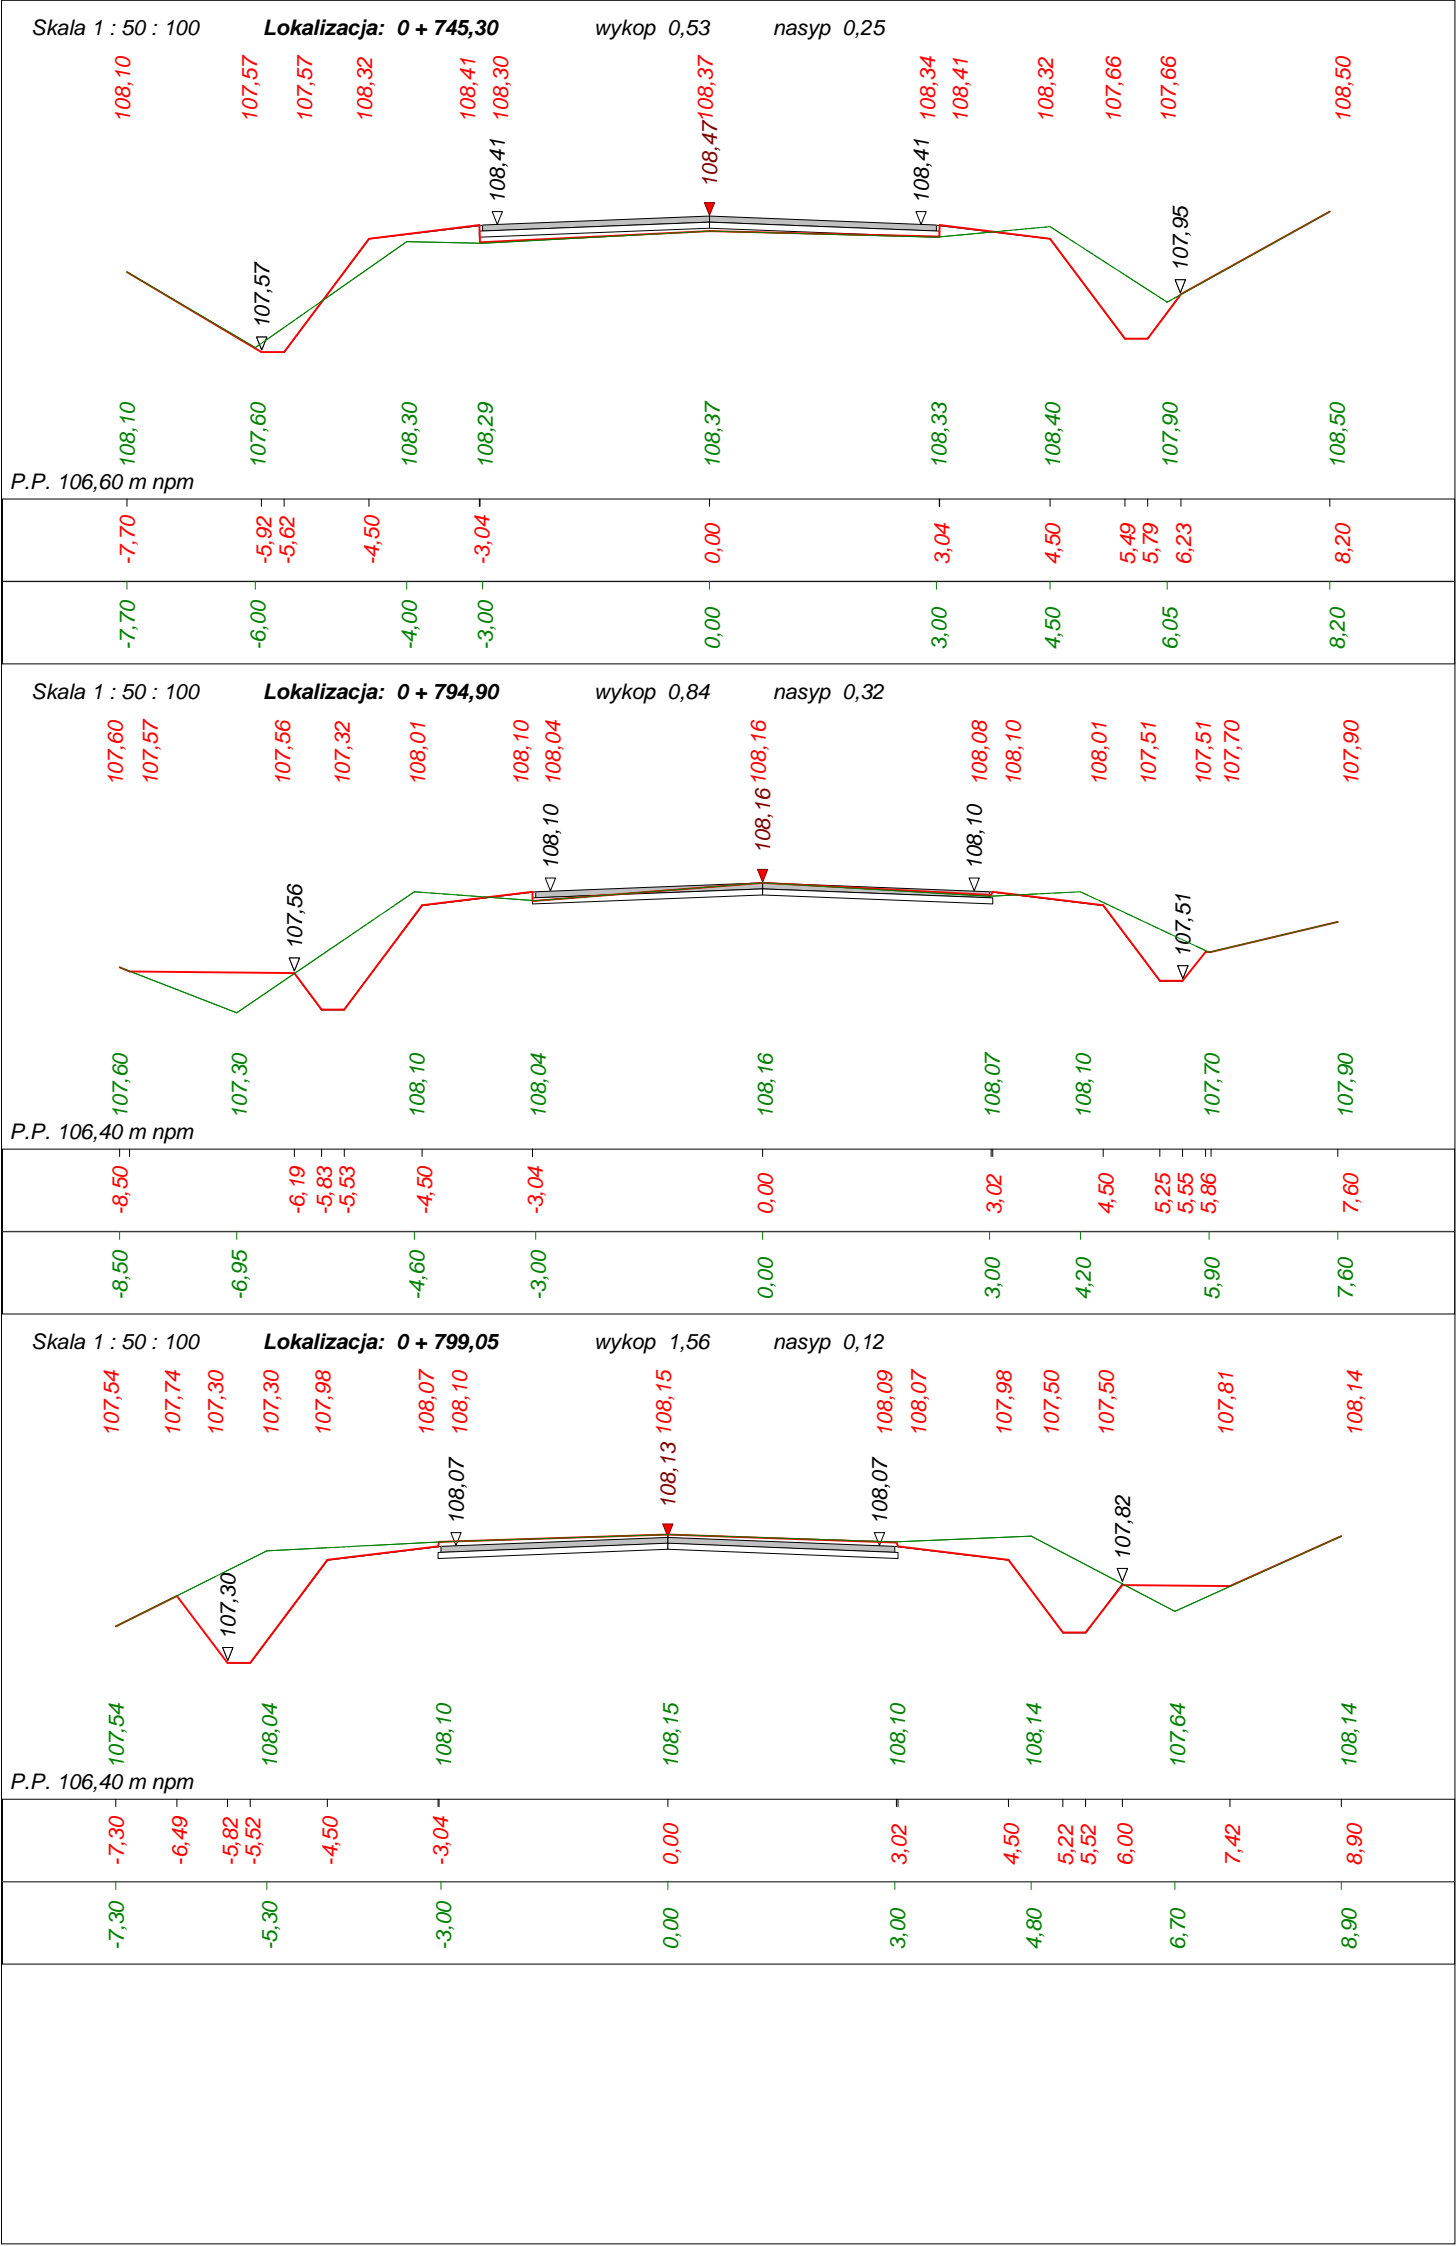 Skala 1 : 50 : 100 Lokalizacja: 0 + 745,30 wykop 0,53 nasyp 0,25
108,10 107,57 107,57 108,32 108,41 108,30 108,37 108,34 108,41 108,32 107,66 107,66 108,50
107,57 108,41 108,47 108,41 107,95
108,10 107,60 108,30 108,29 108,37 108,33 108,40 107,90 108,50
P.P. 106,60 m npm
-7,70 -5,92 -5,62 -4,50 -3,04 0,00 3,04 4,50 5,49 5,79 6,23 8,20
-7,70 -6,00 -4,00 -3,00 0,00 3,00 4,50 6,05 8,20
Skala 1 : 50 : 100 Lokalizacja: 0 + 794,90 wykop 0,84 nasyp 0,32
107,60 107,57 107,56 107,32 108,01 108,10 108,04 108,16 108,08 108,10 108,01 107,51 107,51 107,70 107,90
107,56 108,10 108,16 108,10 107,51
107,60 107,30 108,10 108,04 108,16 108,07 108,10 107,70 107,90
P.P. 106,40 m npm
-8,50 -6,19 -5,83 -5,53 -4,50 -3,04 0,00 3,02 4,50 5,25 5,55 5,86 7,60
-8,50 -6,95 -4,60 -3,00 0,00 3,00 4,20 5,90 7,60
Skala 1 : 50 : 100 Lokalizacja: 0 + 799,05 wykop 1,56 nasyp 0,12
107,54 107,74 107,30 107,30 107,98 108,07 108,10 108,15 108,09 108,07 107,98 107,50 107,50 107,81 108,14
107,30 108,07 108,13 108,07 107,82
107,54 108,04 108,10 108,15 108,10 108,14 107,64 108,14
P.P. 106,40 m npm
-7,30 -6,49 -5,82 -5,52 -4,50 -3,04 0,00 3,02 4,50 5,22 5,52 6,00 7,42 8,90
-7,30 -5,30 -3,00 0,00 3,00 4,80 6,70 8,90